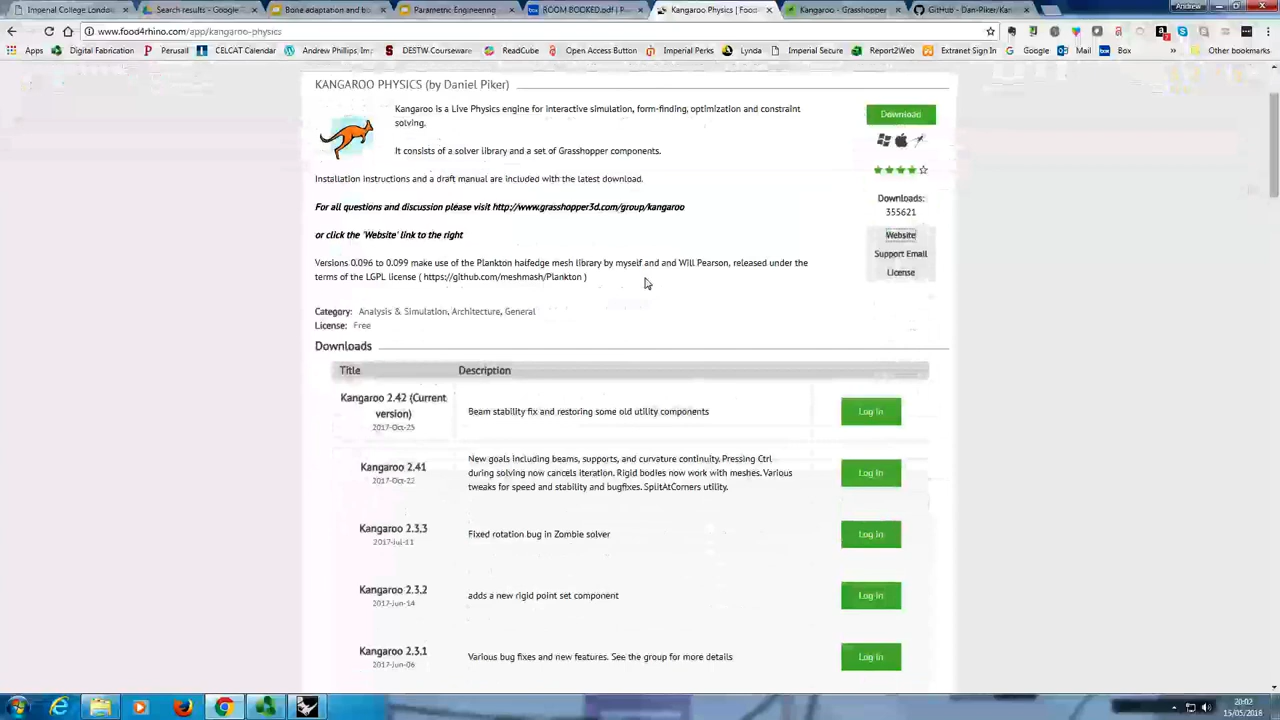 Andrew
Imperial College London
Search results - Google
Bone adaptation and bo
Parametric Engineering
ROOM BOOKED.pdf |
Kangaroo Physics | Food
Kangaroo - Grasshopper
GitHub - Dan-Piker/Kan
www.food4rhino.com/app/kangaroo-physics
Apps Digital Fabrication Perusall CELCAT Calendar Andrew Phillips: Im DESTW-Courseware ReadCube Open Access Button Imperial Perks Lynda Imperial Secure Report2Web Extranet Sign In Google Mail Box Other bookmarks
KANGAROO PHYSICS (by Daniel Piker)
Kangaroo is a Live Physics engine for interactive simulation, form-finding, optimization and constraint
solving.
It consists of a solver library and a set of Grasshopper components.
Installation instructions and a draft manual are included with the latest download.
For all questions and discussion please visit http://www.grasshopper3d.com/group/kangaroo
or click the 'Website' link to the right
Versions 0.096 to 0.099 make use of the Plankton halfedge mesh library by myself and and Will Pearson, released under the
terms of the LGPL license ( https://github.com/meshmash/Plankton )
Category: Analysis & Simulation, Architecture, General
License: Free
Download
Downloads:
355621
Website
Support Email
License
Downloads
Title Description
Kangaroo 2.42 (Current
version)
2017-Oct-25
Beam stability fix and restoring some old utility components
Log In
Kangaroo 2.41
2017-Oct-22
New goals including beams, supports, and curvature continuity. Pressing Ctrl
during solving now cancels iteration. Rigid bodies now work with meshes. Various
tweaks for speed and stability and bugfixes. SplitAtCorners utility.
Log In
Kangaroo 2.3.3
2017-Jul-11
Fixed rotation bug in Zombie solver
Log In
Kangaroo 2.3.2
2017-Jun-14
adds a new rigid point set component
Log In
Kangaroo 2.3.1
2017-Jun-06
Various bug fixes and new features. See the group for more details
Log In
20:02
15/05/2018